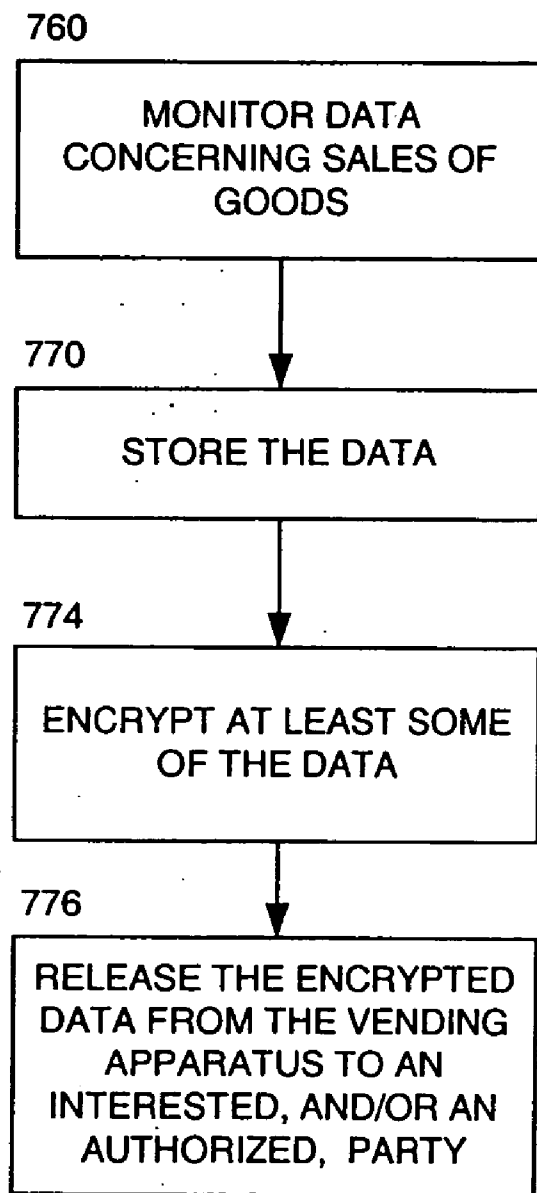 760
MONITOR DATA
CONCERNING SALES OF
GOODS
770
STORE THE DATA
774
ENCRYPT AT LEAST SOME
OF THE DATA
776
RELEASE THE ENCRYPTED
DATA FROM THE VENDING
APPARATUS TO AN
INTERESTED, AND/OR AN
AUTHORIZED, PARTY